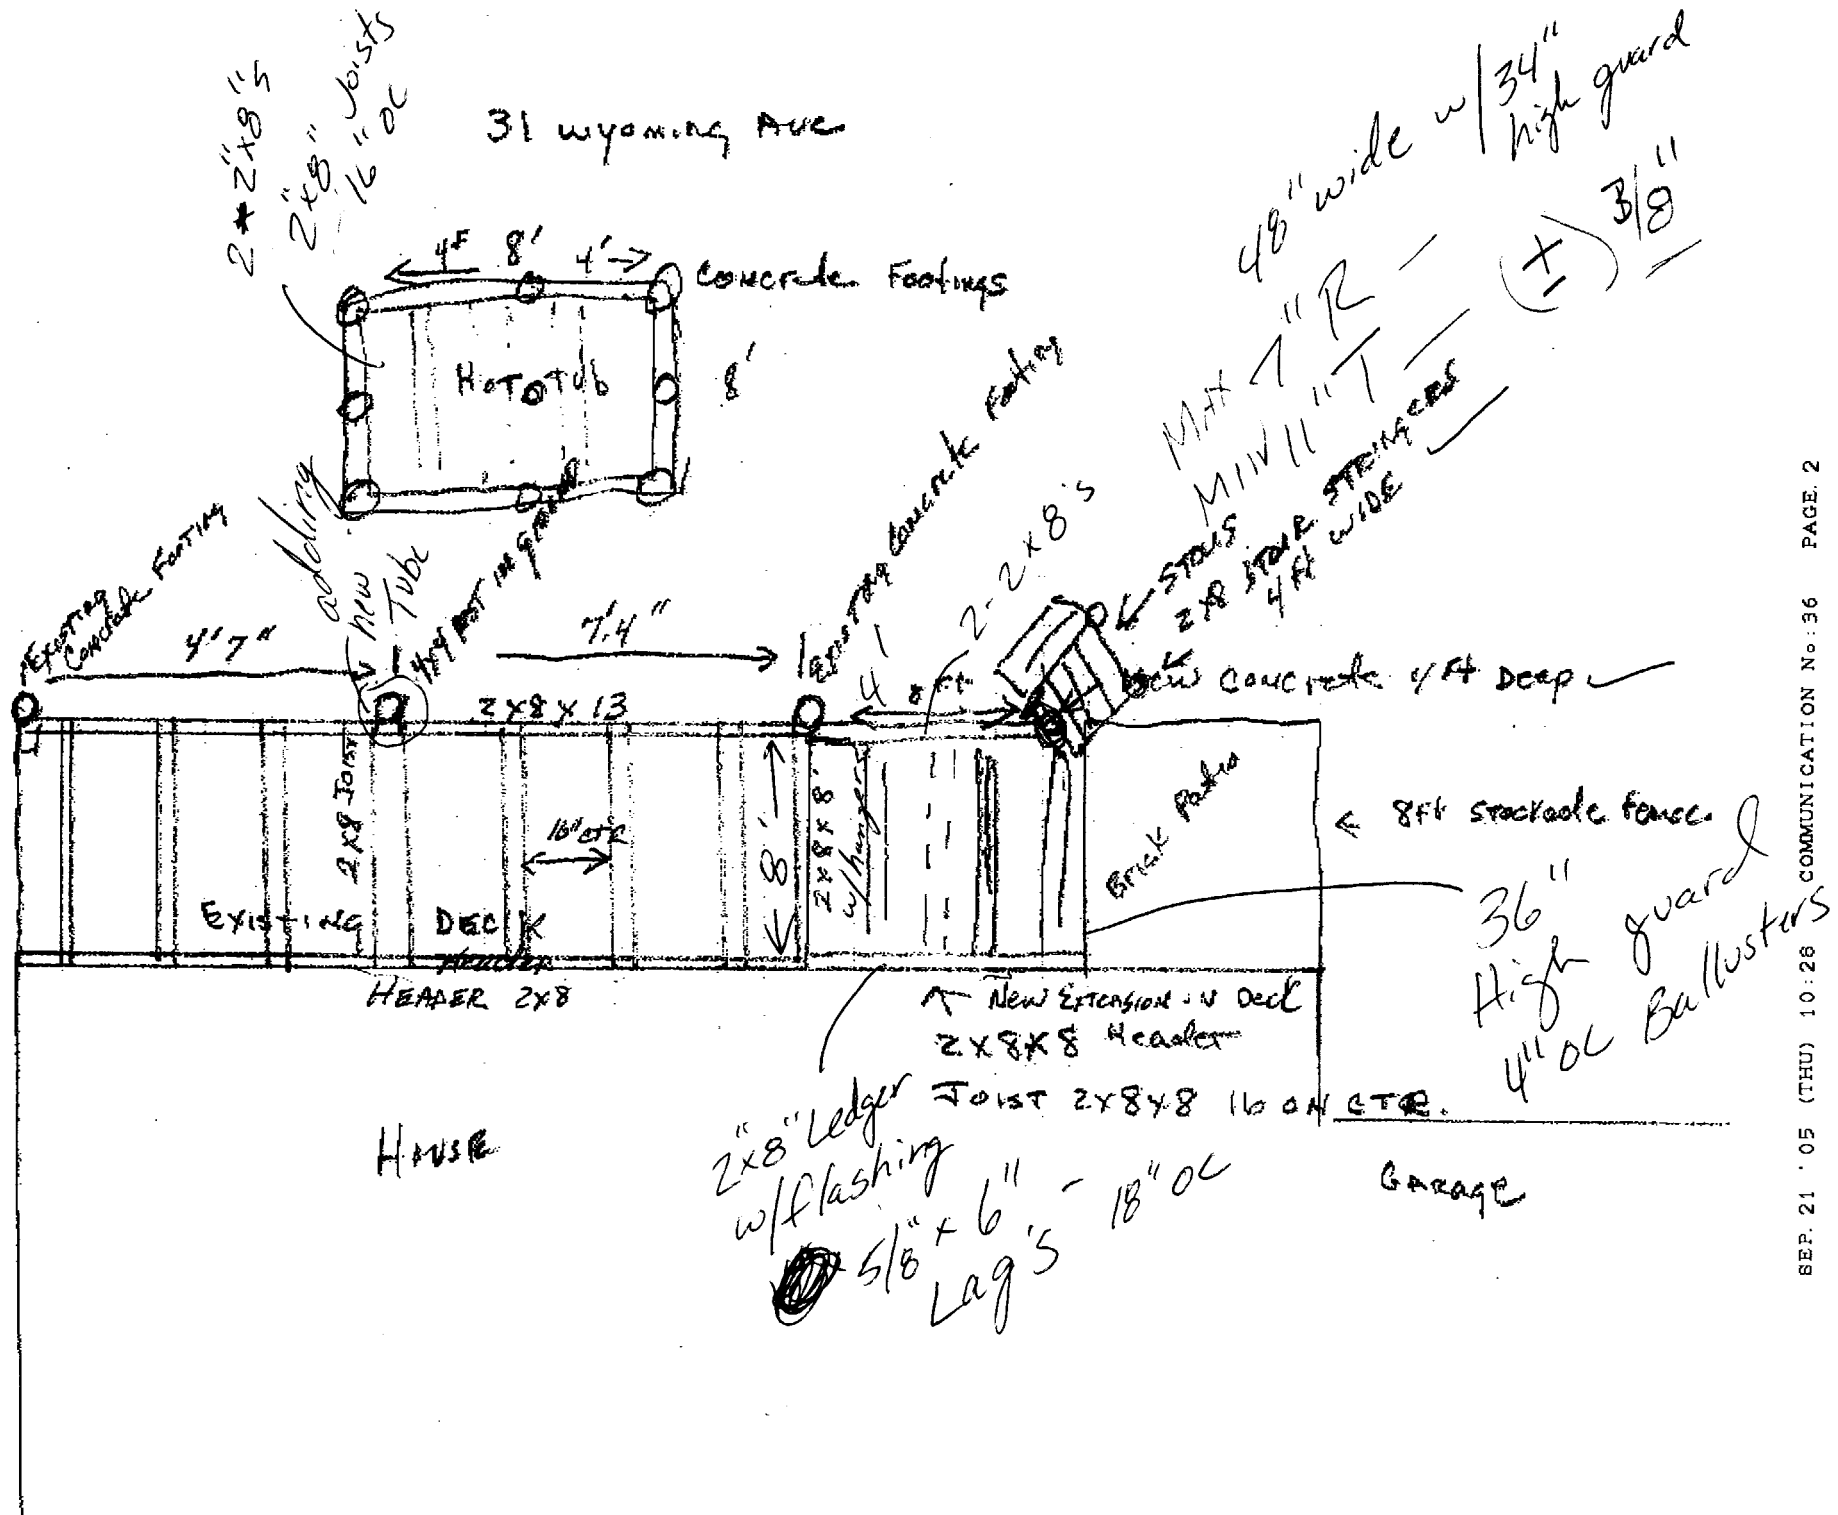 31 Wyoming Ave
2 2"x8"s
2"x8" Joists
16" OC
48" wide w/34"
high guard
MAX 7" R -
MIN 11" T - (±) 3/8"
4' 8' 4'
Concrete Footings
HOT TUb
8'
Existing
Concrete Footing
adding
new
Tube
4x4 Post in ground
Existing Concrete Footing
2-2x8's
2x8 STAIR STRINGERS
4 ft WIDE
4'7"
7'.4"
4'
8 ft
New Concrete 4 Ft Deep
2x8x13
2x8 Joist
16" CTR
8'
2x8x8'
w/hangers
Brick Patio
8Ft Stockade Fence
36"
High guard
4" OC Ballusters
EXISTING DECK
HEADER
HEADER 2x8
New Extension Deck
2x8x8 Header
JOIST 2x8x8 16 ON CTR.
2"x8" Ledger
w/flashing
5/8" x 6" - 18" OC
Lag's
HOUSE
GARAGE
SEP. 21 '05 (THU) 10:28 COMMUNICATION No:36 PAGE. 2